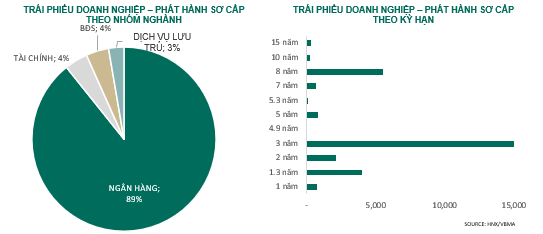 TRÁI PHIẾU DOANH NGHIỆP – PHÁT HÀNH SƠ CẤP
THEO NHÓM NGHÀNH
BĐS; 4%
DỊCH VỤ LƯU
TRÚ; 3%
TÀI CHÍNH; 4%
NGÂN HÀNG;
89%
TRÁI PHIẾU DOANH NGHIỆP – PHÁT HÀNH SƠ CẤP
THEO KỲ HẠN
15 năm
10 năm
8 năm
7 năm
5.3 năm
5 năm
4.9 năm
3 năm
2 năm
1.3 năm
1 năm
- 5,000 10,000 15,000
SOURCE: HNX/VBMA